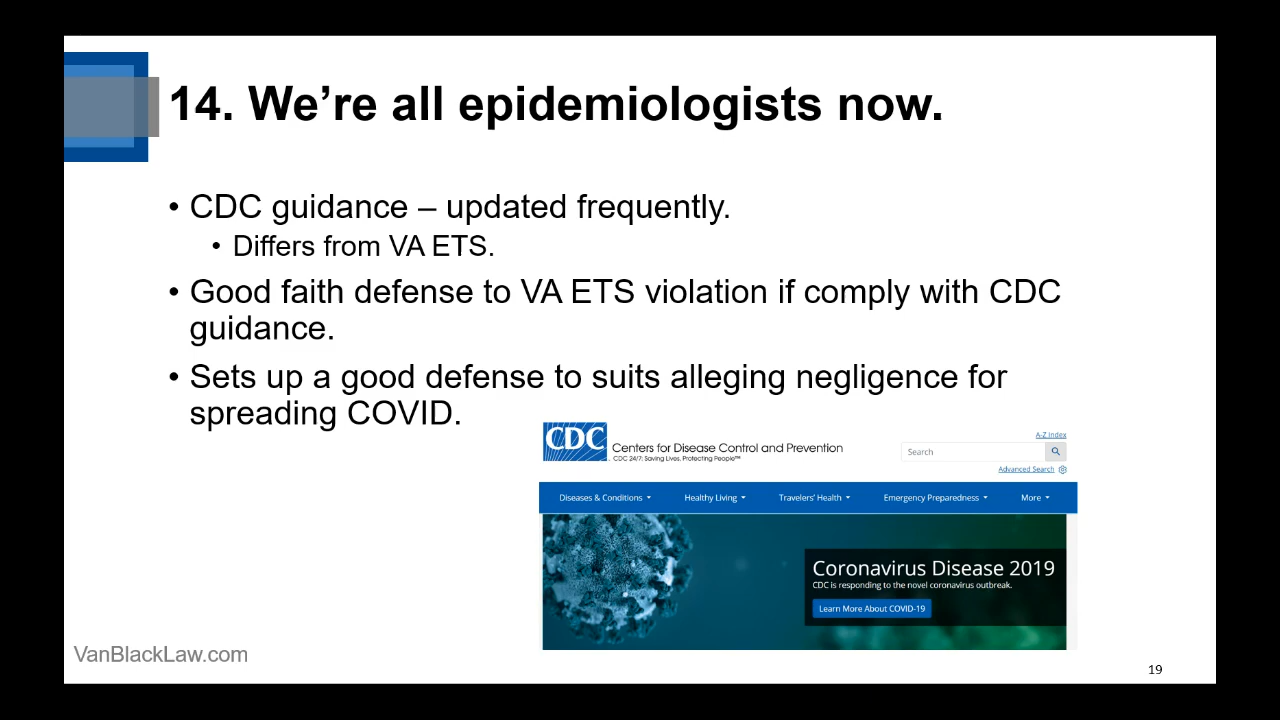 14. We’re all epidemiologists now.
• CDC guidance – updated frequently.
• Differs from VA ETS.
• Good faith defense to VA ETS violation if comply with CDC
guidance.
• Sets up a good defense to suits alleging negligence for
spreading COVID.
CDC
Centers for Disease Control and Prevention
CDC 24/7: Saving Lives, Protecting People™
A-Z Index
Search
Advanced Search
Diseases & Conditions Healthy Living Travelers’ Health Emergency Preparedness More
Coronavirus Disease 2019
CDC is responding to the novel coronavirus outbreak.
Learn More About COVID-19
VanBlackLaw.com
19